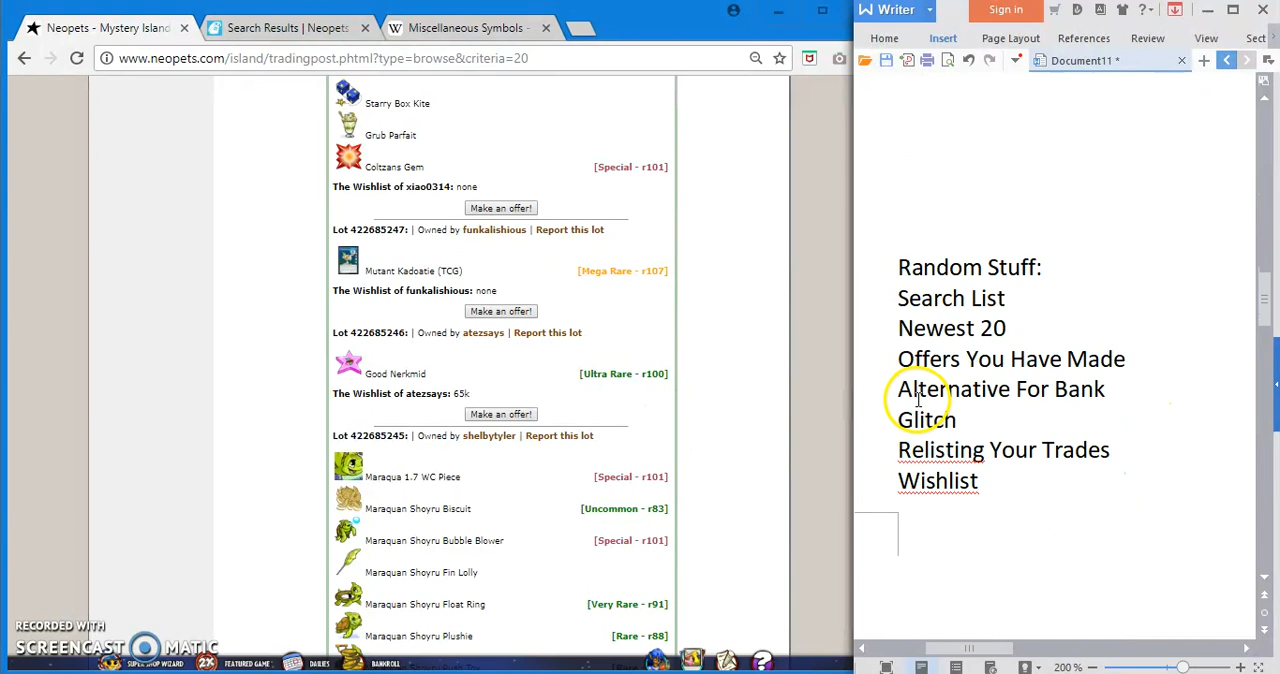 Neopets - Mystery Island
Search Results | Neopets
Miscellaneous Symbols -
www.neopets.com/island/tradingpost.phtml?type=browse&criteria=20
Starry Box Kite
Grub Parfait
Coltzans Gem [Special - r101]
The Wishlist of xiao0314: none
Make an offer!
Lot 422685247: | Owned by funkalishious | Report this lot
Mutant Kadoatie (TCG) [Mega Rare - r107]
The Wishlist of funkalishious: none
Make an offer!
Lot 422685246: | Owned by atezsays | Report this lot
Good Nerkmid [Ultra Rare - r100]
The Wishlist of atezsays: 65k
Make an offer!
Lot 422685245: | Owned by shelbytyler | Report this lot
Maraqua 1.7 WC Piece [Special - r101]
Maraquan Shoyru Biscuit [Uncommon - r83]
Maraquan Shoyru Bubble Blower [Special - r101]
Maraquan Shoyru Fin Lolly
Maraquan Shoyru Float Ring [Very Rare - r91]
Maraquan Shoyru Plushie [Rare - r88]
RECORDED WITH
SCREENCAST MATIC
SUPER SHOP WIZARD
FEATURED GAME
DAILIES
BANKROLL
Writer
Sign in
Home Insert Page Layout References Review View Sect
Document11 *
Random Stuff:
Search List
Newest 20
Offers You Have Made
Alternative For Bank
Glitch
Relisting Your Trades
Wishlist
200 %